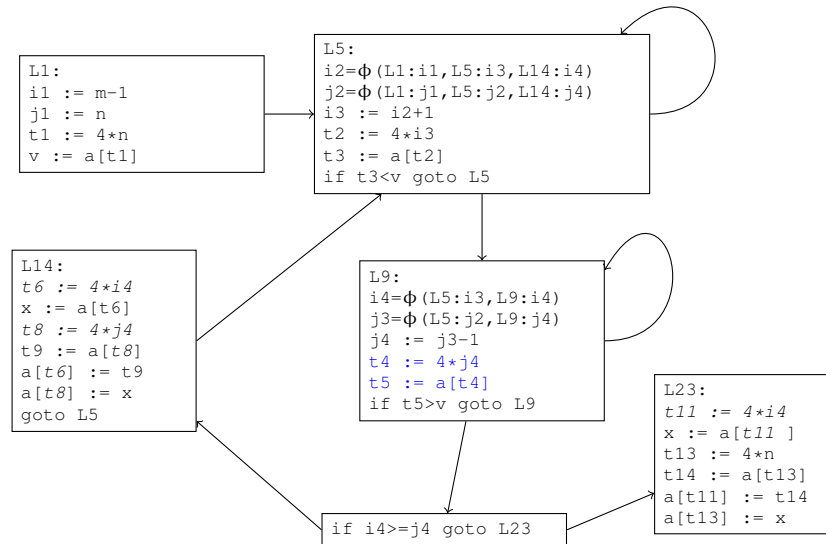 L1:
i1 := m-1
j1 := n
t1 := 4*n
v := a[t1]
L5:
i2=ϕ(L1:i1,L5:i3,L14:i4)
j2=ϕ(L1:j1,L5:j2,L14:j4)
i3 := i2+1
t2 := 4*i3
t3 := a[t2]
if t3<v goto L5
L14:
t6 := 4*i4
x := a[t6]
t8 := 4*j4
t9 := a[t8]
a[t6] := t9
a[t8] := x
goto L5
L9:
i4=ϕ(L5:i3,L9:i4)
j3=ϕ(L5:j2,L9:j4)
j4 := j3-1
t4 := 4*j4
t5 := a[t4]
if t5>v goto L9
L23:
t11 := 4*i4
x := a[t11 ]
t13 := 4*n
t14 := a[t13]
a[t11] := t14
a[t13] := x
if i4>=j4 goto L23